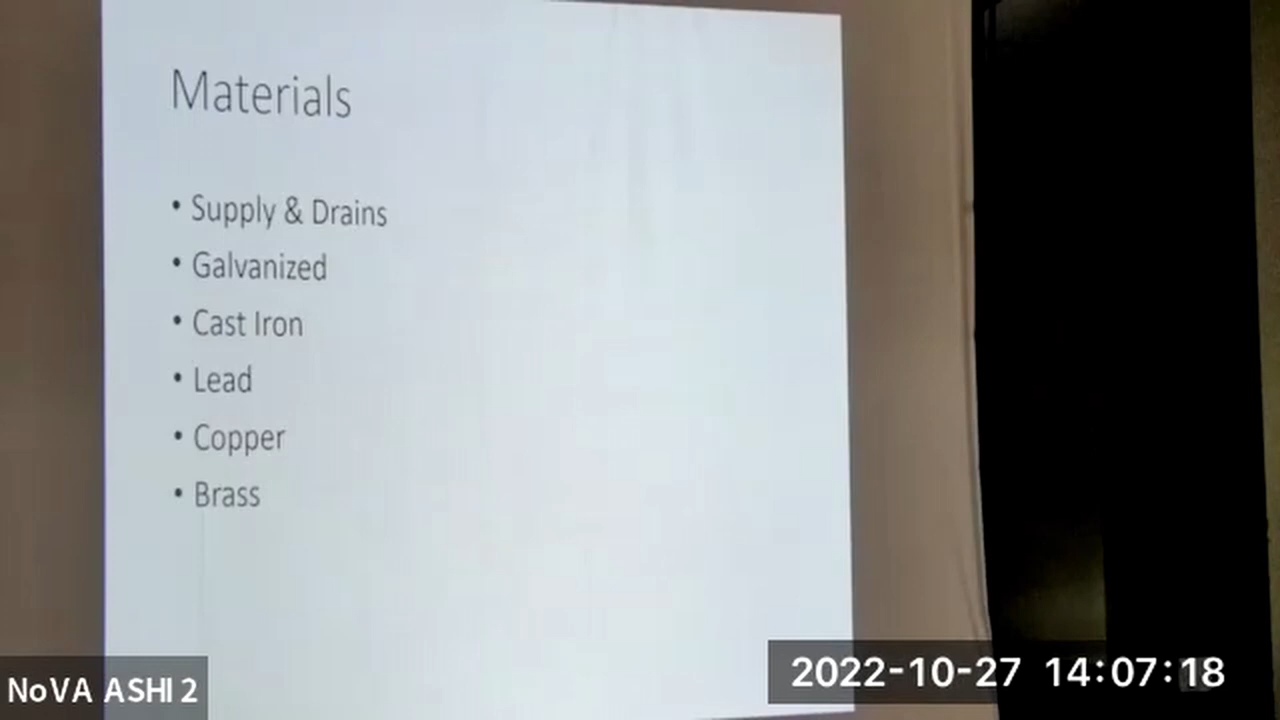 Materials
• Supply & Drains
• Galvanized
• Cast Iron
• Lead
• Copper
• Brass
NoVA ASHI 2
2022-10-27 14:07:18